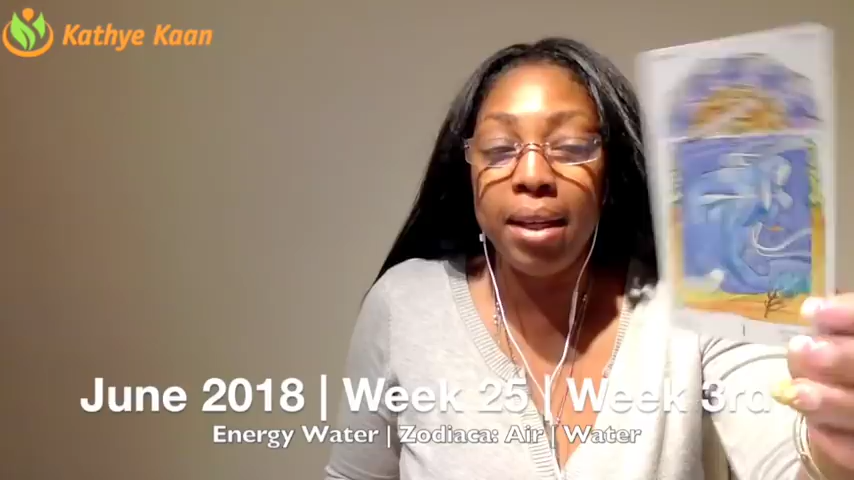 Kathye Kaan
June 2018 | Week 25 | Week 3rd
Energy Water | Zodiaca: Air | Water